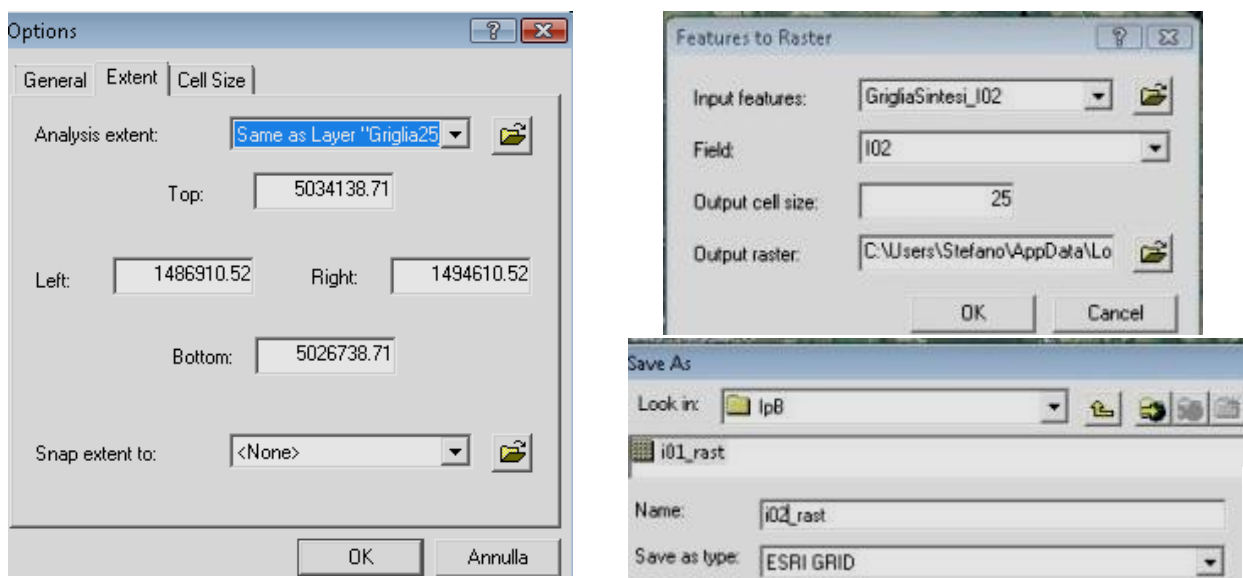 Options
General Extent Cell Size
Analysis extent: Same as Layer "Griglia25
Top: 5034138.71
Left: 1486910.52 Right: 1494610.52
Bottom: 5026738.71
Snap extent to: <None>
OK Annulla
Features to Raster
Input features: GrigliaSintesi_I02
Field: I02
Output cell size: 25
Output raster: C:\Users\Stefano\AppData\Lo
OK Cancel
Save As
Look in: IpB
i01_rast
Name: i02_rast
Save as type: ESRI GRID